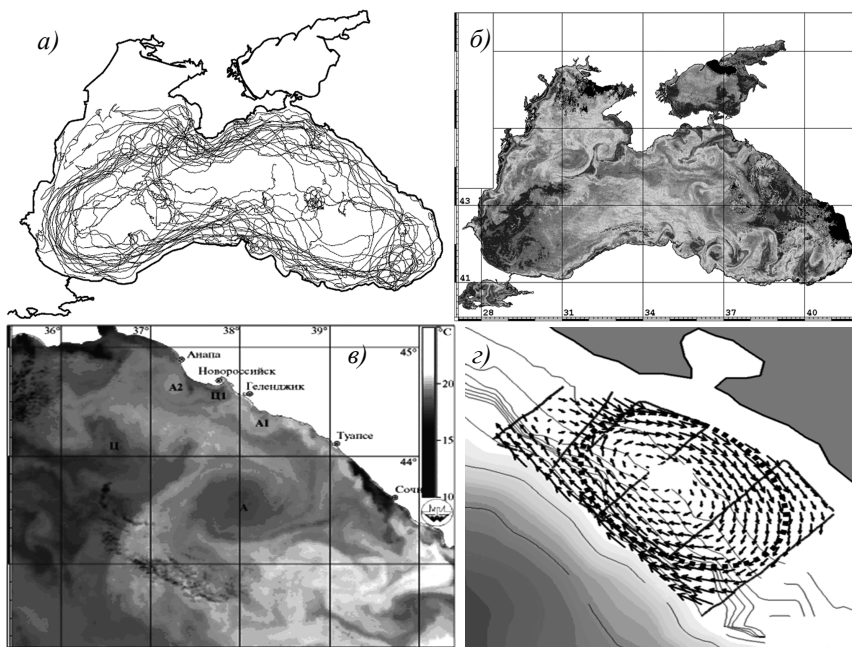 а)
б)
43
41
28 31 34 37 40
в)
36° 37° 38° 39° °C
45°
Анапа
Новороссийск
Геленджик
А2
Ц1
А1
20
Туапсе
Ц
15
44°
Сочи
А
10
г)